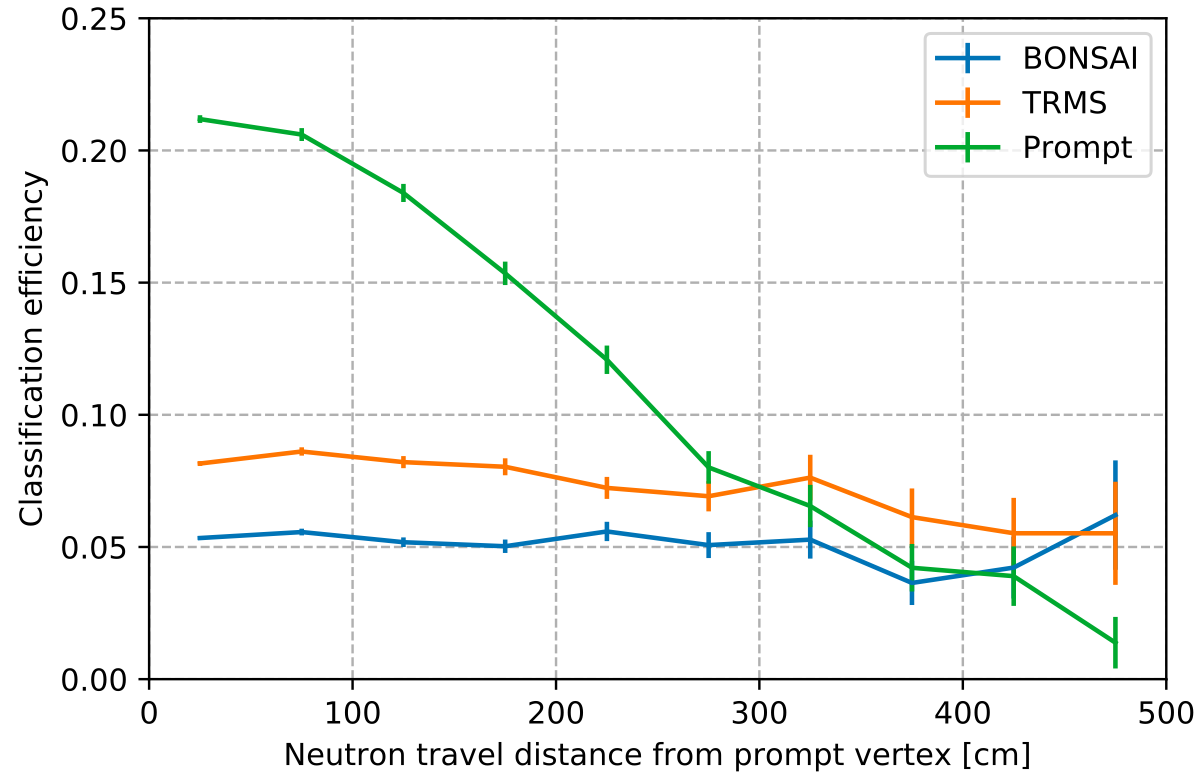 0.25
0.20
0.15
0.10
0.05
0.00
Classification efficiency
BONSAI
TRMS
Prompt
0 100 200 300 400 500
Neutron travel distance from prompt vertex [cm]